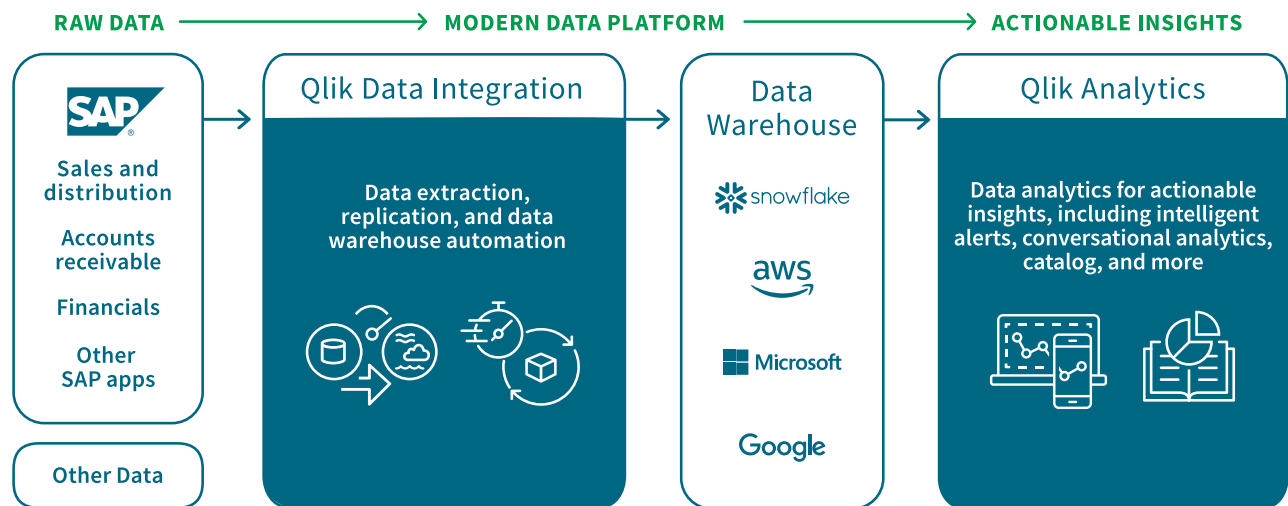 RAW DATA
MODERN DATA PLATFORM
ACTIONABLE INSIGHTS
SAP®
Sales and
distribution
Accounts
receivable
Financials
Other
SAP apps
Other Data
Qlik Data Integration
Data extraction,
replication, and data
warehouse automation
Data
Warehouse
snowflake
aws
Microsoft
Google
Qlik Analytics
Data analytics for actionable
insights, including intelligent
alerts, conversational analytics,
catalog, and more